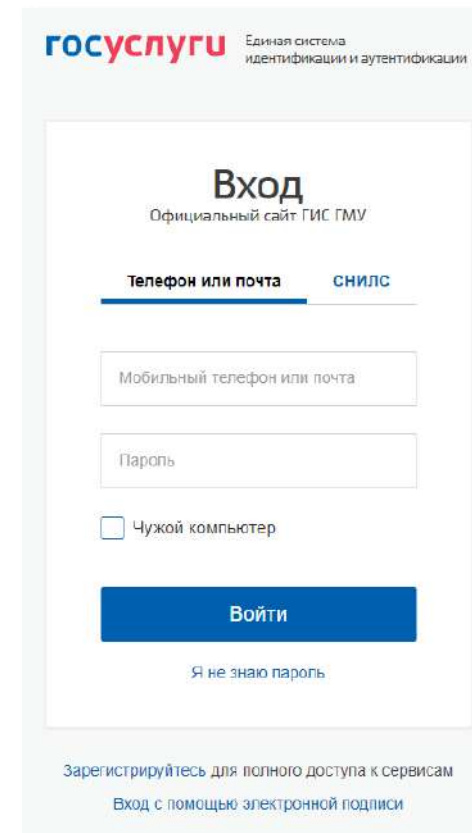 госуслуги
Единая система
идентификации и аутентификации
Вход
Официальный сайт ГИС ГМУ
Телефон или почта СНИЛС
Мобильный телефон или почта
Пароль
Чужой компьютер
Войти
Я не знаю пароль
Зарегистрируйтесь для полного доступа к сервисам
Вход с помощью электронной подписи